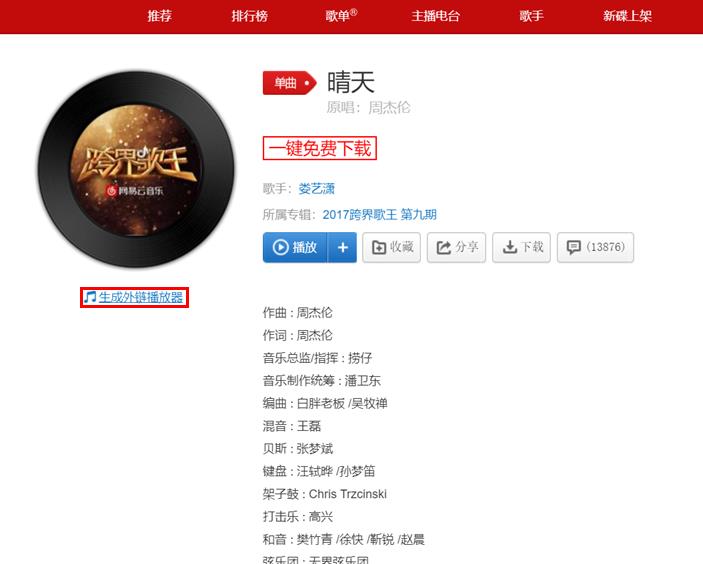 推荐 排行榜 歌单® 主播电台 歌手 新碟上架
单曲 晴天
原唱：周杰伦
跨界歌王
网易云音乐
一键免费下载
歌手：娄艺潇
所属专辑：2017跨界歌王 第九期
播放 + 收藏 分享 下载 (13876)
生成外链播放器
作曲 : 周杰伦
作词 : 周杰伦
音乐总监/指挥 : 捞仔
音乐制作统筹 : 潘卫东
编曲 : 白胖老板 /吴牧禅
混音 : 王磊
贝斯 : 张梦斌
键盘 : 汪轼晔 /孙梦笛
架子鼓 : Chris Trzcinski
打击乐 : 高兴
和音 : 樊竹青 /徐快 /靳锐 /赵晨
弦乐团 : 无界弦乐团